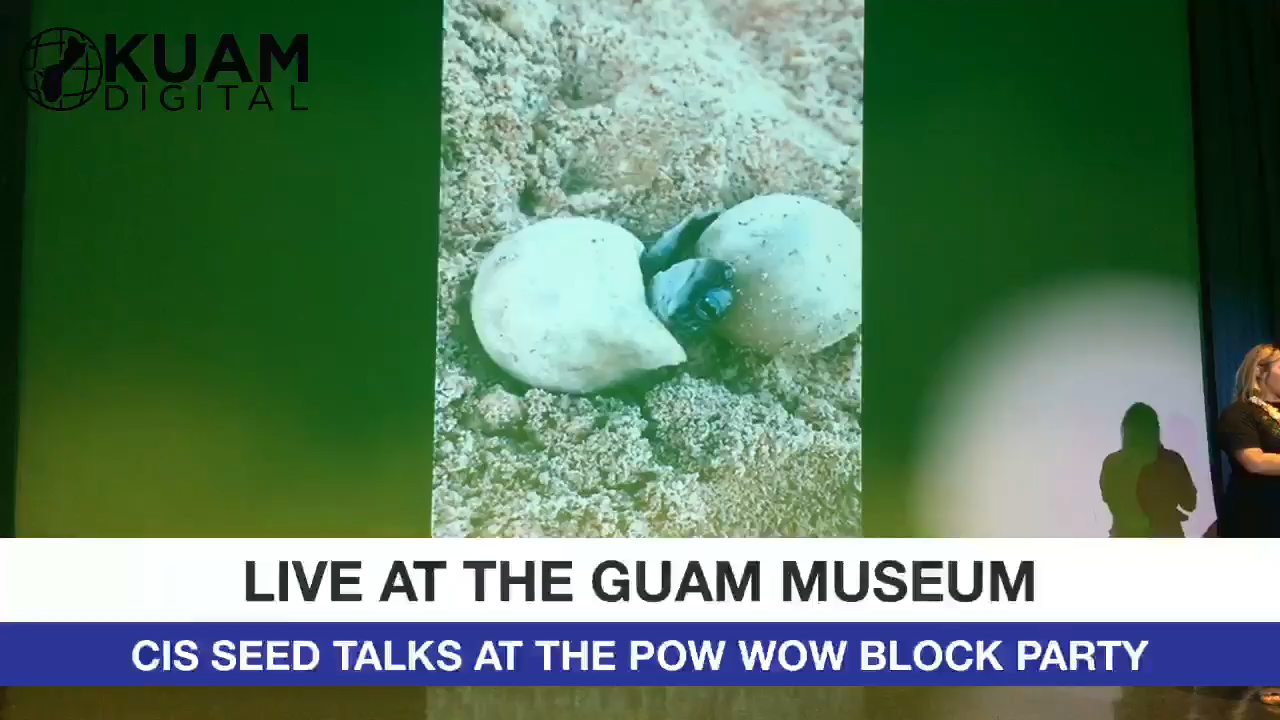 KUAM
DIGITAL
LIVE AT THE GUAM MUSEUM
CIS SEED TALKS AT THE POW WOW BLOCK PARTY